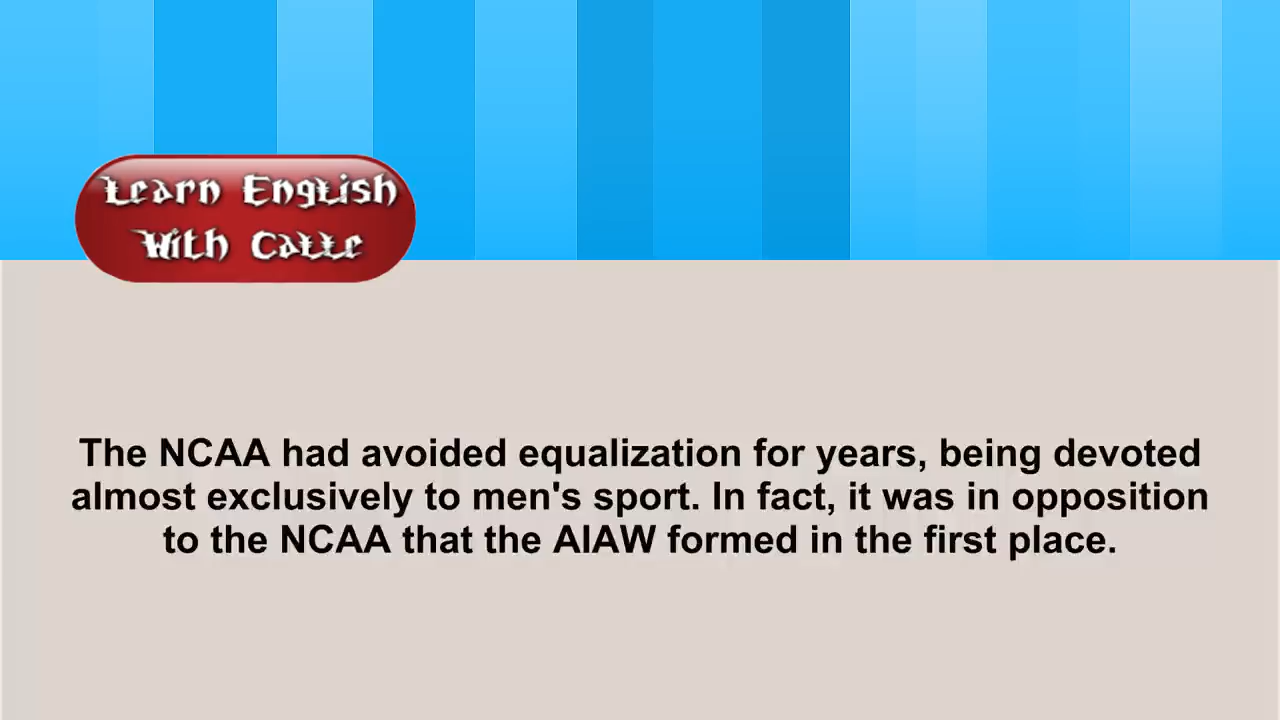 Learn English
With Catte
The NCAA had avoided equalization for years, being devoted
almost exclusively to men's sport. In fact, it was in opposition
to the NCAA that the AIAW formed in the first place.